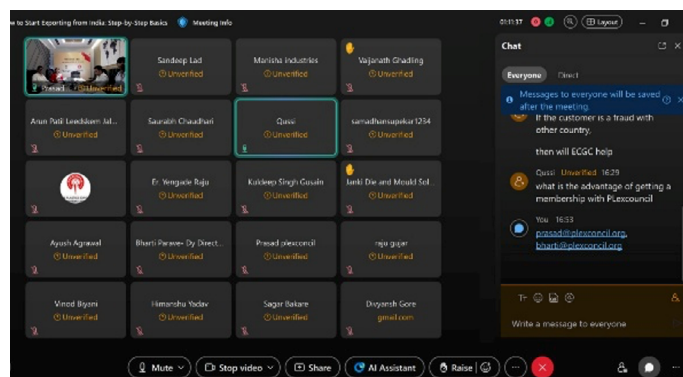 w to Start Exporting from India: Step-by-Step Basics Meeting Info
01:11:37 Layout
Prasad ... Unverified
Sandeep Lad
Unverified
Manisha industries
Unverified
Vaijanath Ghadling
Unverified
Arun Patil Leedskem Jal...
Unverified
Saurabh Chaudhari
Unverified
Qussi
Unverified
samadhansupekar1234
Unverified
Er. Yengade Raju
Unverified
Kuldeep Singh Gusain
Unverified
Janki Die and Mould Sol
Unverified
Ayush Agrawal
Unverified
Bharti Parave- Dy Direct...
Unverified
Prasad plexconcil
Unverified
raju gujar
Unverified
Vinod Biyani
Unverified
Himanshu Yadav
Unverified
Sagar Bakare
Unverified
Divyansh Gore
gmail.com
Chat
Everyone Direct
Messages to everyone will be saved
after the meeting.
If the customer is a fraud with
other country,
then will ECGC help
Qussi Unverified 16:29
what is the advantage of getting a
membership with PLexcouncil
You 16:53
prasad@plexconcil.org,
bharti@plexconcil.org
Write a message to everyone
Mute Stop video Share AI Assistant Raise